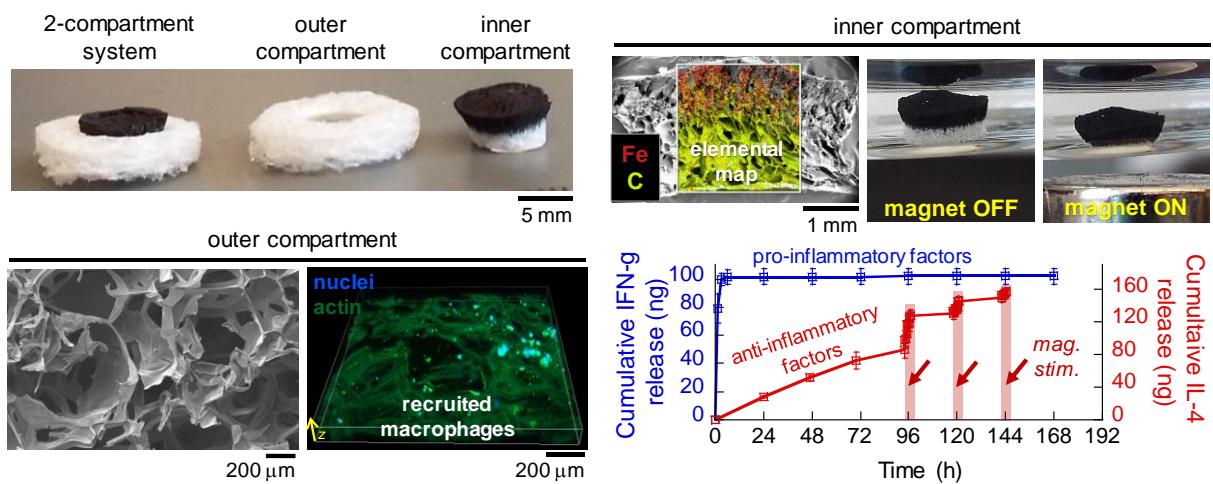 2-compartment
system
outer
compartment
inner
compartment
5 mm
inner compartment
Fe
C
elemental
map
1 mm
magnet OFF
magnet ON
outer compartment
200 μm
nuclei
actin
recruited
macrophages
z
200 μm
pro-inflammatory factors
anti-inflammatory
factors
mag.
stim.
Cumulative IFN-g
release (ng)
100
80
60
40
20
0
Cumultaive IL-4
release (ng)
160
120
80
40
0
0 24 48 72 96 120 144 168 192
Time (h)